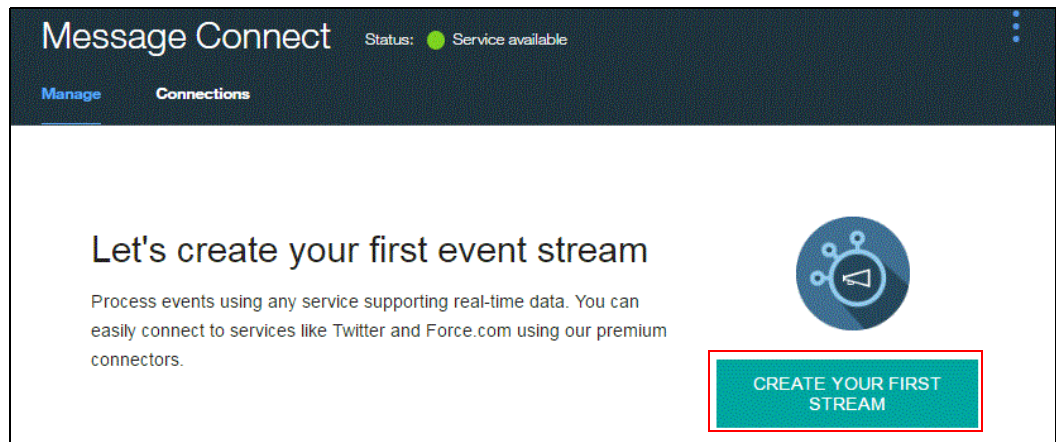 Message Connect Status: Service available
Manage Connections
Let's create your first event stream
Process events using any service supporting real-time data. You can
easily connect to services like Twitter and Force.com using our premium
connectors.
CREATE YOUR FIRST
STREAM